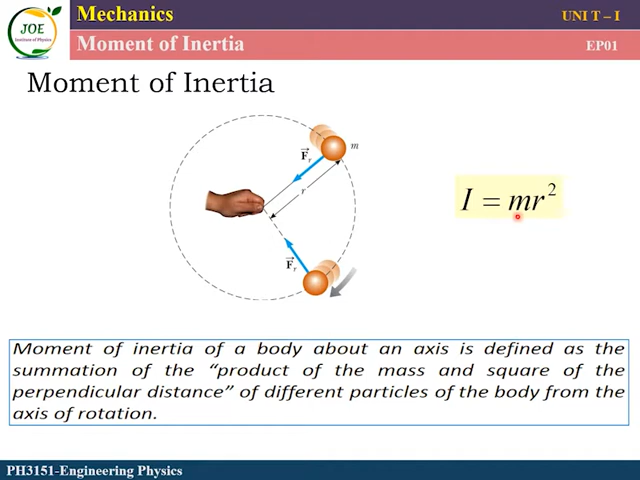 JOE
Institute of Physics
Mechanics
UNI T – I
Moment of Inertia
EP01
Moment of Inertia
m
F⃗r
r
F⃗r
I = mr²
Moment of inertia of a body about an axis is defined as the
summation of the “product of the mass and square of the
perpendicular distance” of different particles of the body from the
axis of rotation.
PH3151-Engineering Physics